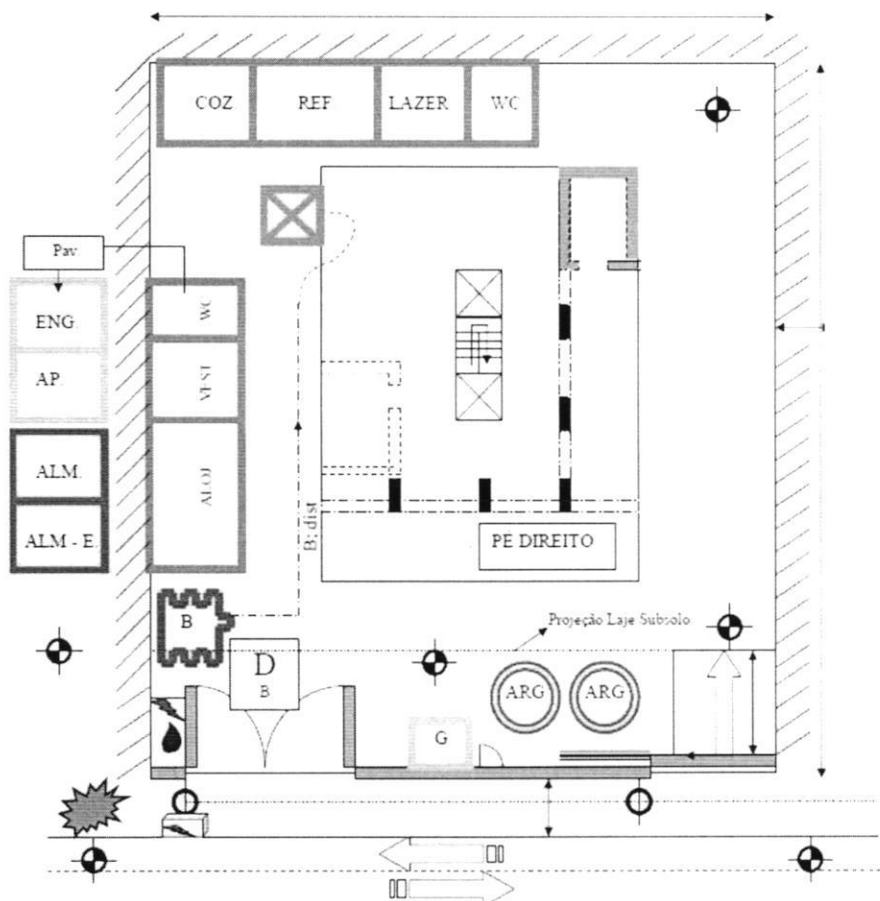 COZ REF LAZER WC
Pav.
ENG. WC
AP. VEST
ALM. ALOJ
ALM - E.
B; dist
PE DIREITO
B
Projeção Laje Subsolo
D
B
ARG ARG
G